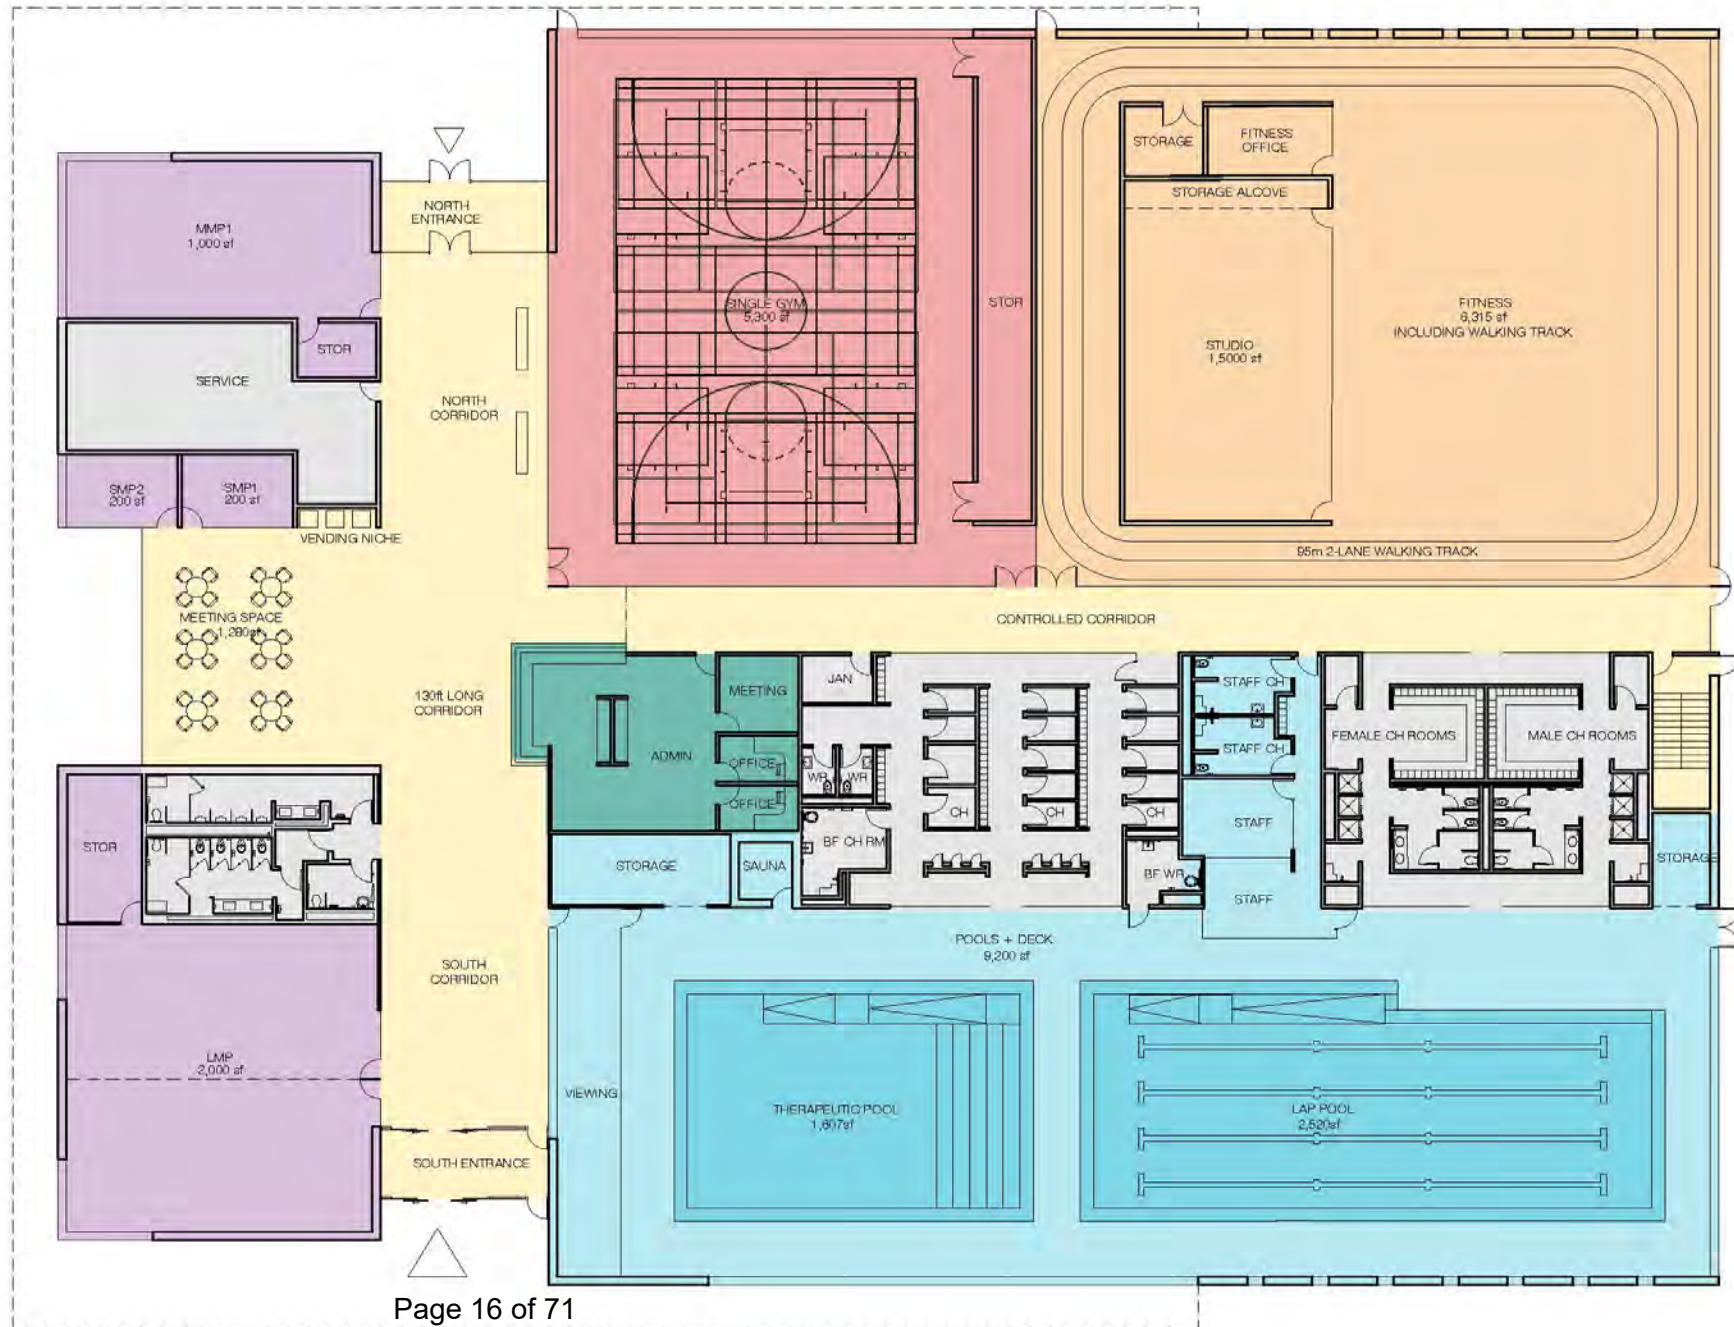 NORTH
ENTRANCE
MMP1
1,000 sf
STOR
SERVICE
NORTH
CORRIDOR
SMP2
200 sf
SMP1
200 sf
VENDING NICHE
MEETING SPACE
1,280sf
130ft LONG
CORRIDOR
STOR
SOUTH
CORRIDOR
LMP
2,000 sf
SOUTH ENTRANCE
SINGLE GYM
5,300 sf
STOR
STORAGE
FITNESS
OFFICE
STORAGE ALCOVE
STUDIO
1,5000 sf
FITNESS
6,315 sf
INCLUDING WALKING TRACK
95m 2-LANE WALKING TRACK
CONTROLLED CORRIDOR
MEETING
ADMIN
OFFICE
OFFICE
STORAGE
SAUNA
JAN
WR
WR
BF CH RM
CH
CH
CH
BF WR
STAFF CH
STAFF CH
STAFF
STAFF
FEMALE CH ROOMS
MALE CH ROOMS
STORAGE
POOLS + DECK
9,200 sf
VIEWING
THERAPEUTIC POOL
1,607sf
LAP POOL
2,520sf
Page 16 of 71